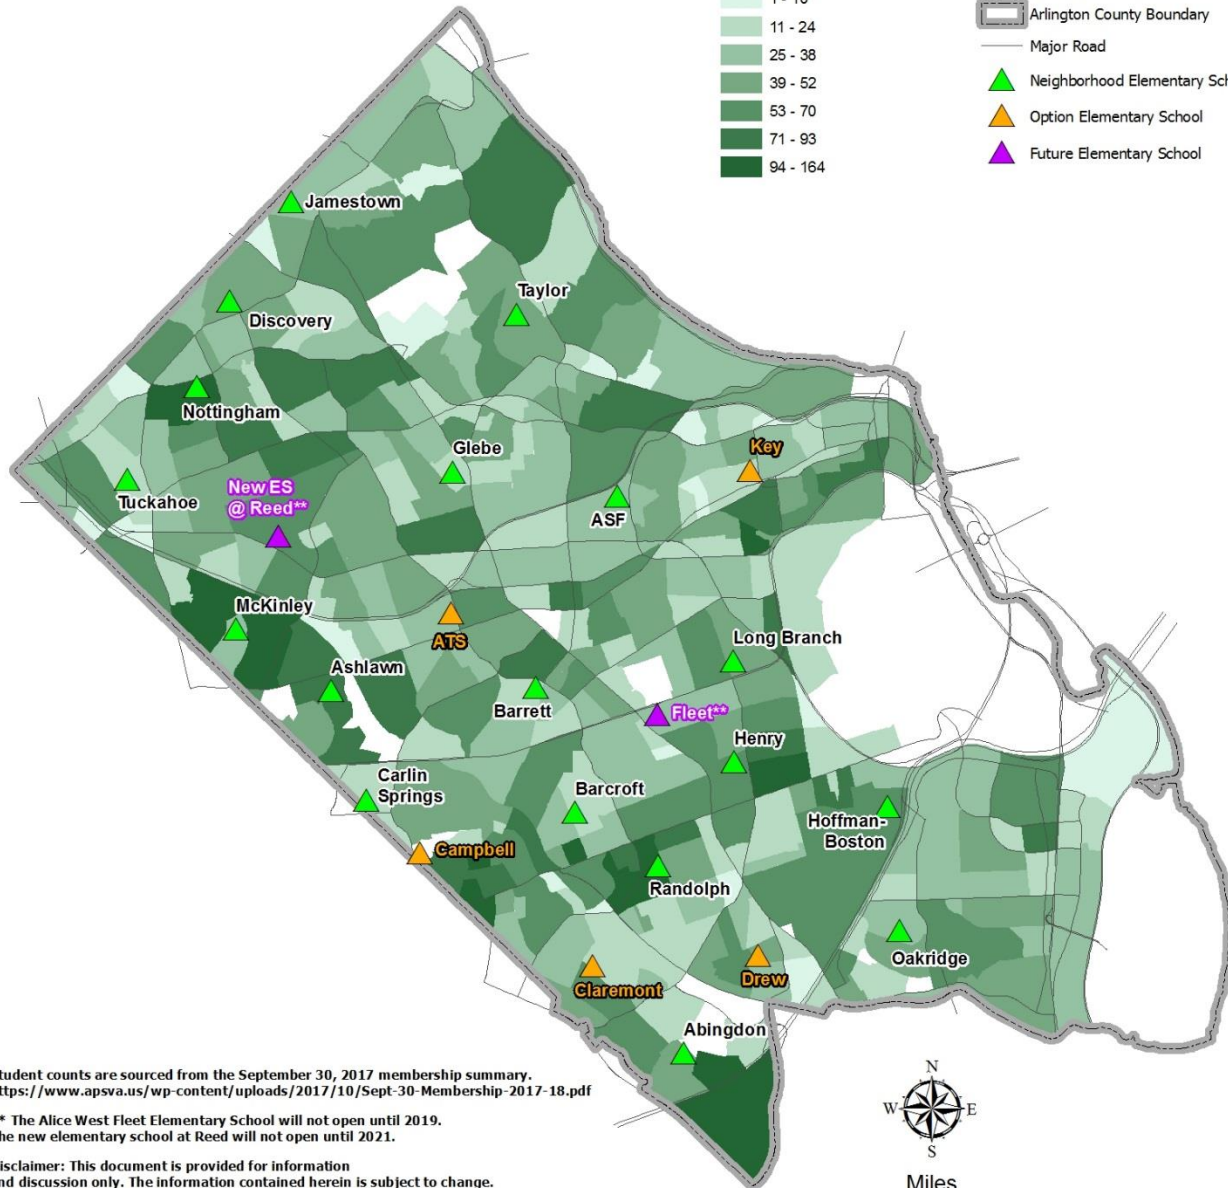 11 - 24
25 - 38
39 - 52
53 - 70
71 - 93
94 - 164
Arlington County Boundary
Major Road
Neighborhood Elementary Sch
Option Elementary School
Future Elementary School
Jamestown
Taylor
Discovery
Nottingham
Glebe
Key
Tuckahoe
New ES
@ Reed**
ASF
McKinley
ATS
Long Branch
Ashlawn
Barrett
Fleet**
Henry
Carlin
Springs
Barcroft
Hoffman-
Boston
Campbell
Randolph
Oakridge
Claremont
Drew
Abingdon
tudent counts are sourced from the September 30, 2017 membership summary.
ttps://www.apsva.us/wp-content/uploads/2017/10/Sept-30-Membership-2017-18.pdf
* The Alice West Fleet Elementary School will not open until 2019.
he new elementary school at Reed will not open until 2021.
isclaimer: This document is provided for information
nd discussion only. The information contained herein is subject to change.
N
W E
S
Miles